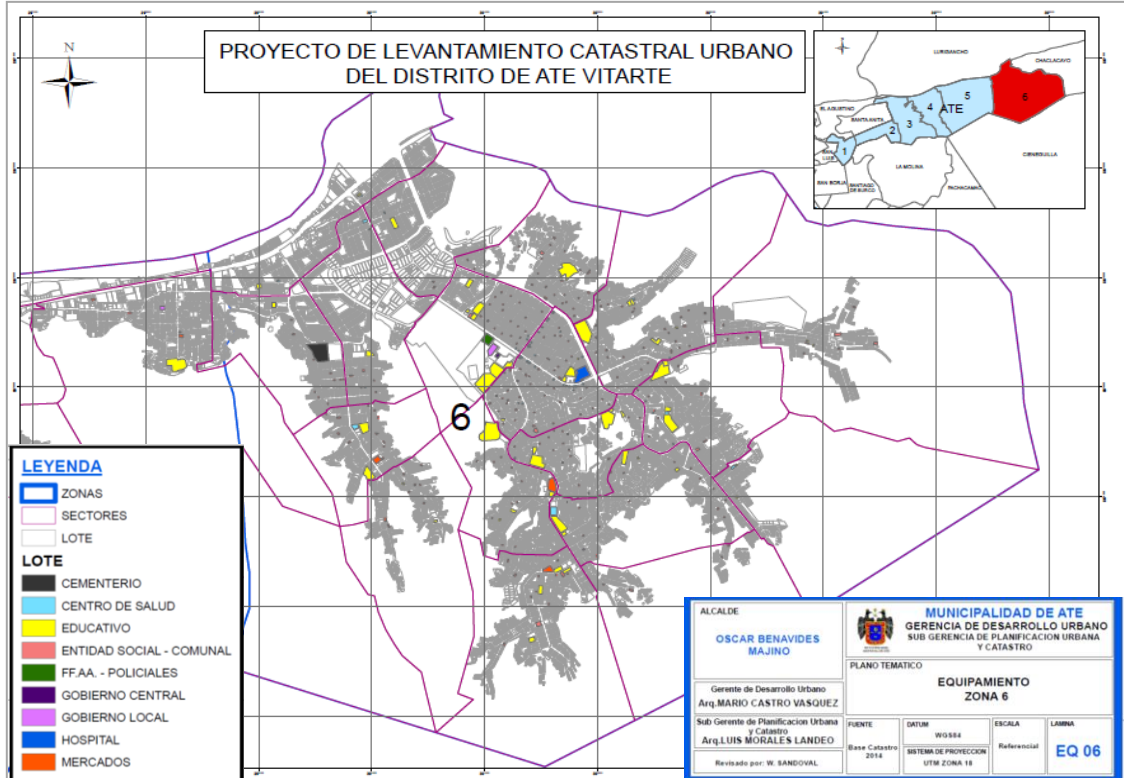 PROYECTO DE LEVANTAMIENTO CATASTRAL URBANO
DEL DISTRITO DE ATE VITARTE
N
LURIGANCHO
CHACLACAYO
EL AGUSTINO
SANTA ANITA
SAN LUIS
SAN BORJA
SANTIAGO
DE SURCO
LA MOLINA
PACHACAMAC
CIENEGUILLA
ATE
1
2
3
4
5
6
6
LEYENDA
ZONAS
SECTORES
LOTE
LOTE
CEMENTERIO
CENTRO DE SALUD
EDUCATIVO
ENTIDAD SOCIAL - COMUNAL
FF.AA. - POLICIALES
GOBIERNO CENTRAL
GOBIERNO LOCAL
HOSPITAL
MERCADOS
ALCALDE
OSCAR BENAVIDES
MAJINO
Gerente de Desarrollo Urbano
Arq.MARIO CASTRO VASQUEZ
Sub Gerente de Planificacion Urbana
y Catastro
Arq.LUIS MORALES LANDEO
Revisado por: W. SANDOVAL
MUNICIPALIDAD DE ATE
GERENCIA DE DESARROLLO URBANO
SUB GERENCIA DE PLANIFICACION URBANA
Y CATASTRO
PLANO TEMATICO
EQUIPAMIENTO
ZONA 6
FUENTE
Base Catastro
2014
DATUM
WGS84
SISTEMA DE PROYECCION
UTM ZONA 18
ESCALA
Referencial
LAMINA
EQ 06